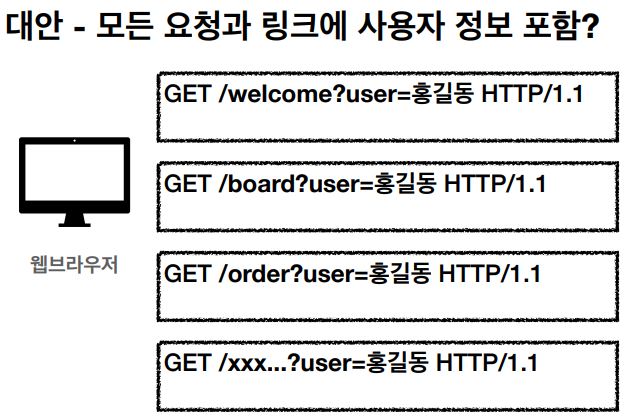 대안 - 모든 요청과 링크에 사용자 정보 포함?
GET /welcome?user=홍길동 HTTP/1.1
GET /board?user=홍길동 HTTP/1.1
웹브라우저
GET /order?user=홍길동 HTTP/1.1
GET /xxx...?user=홍길동 HTTP/1.1